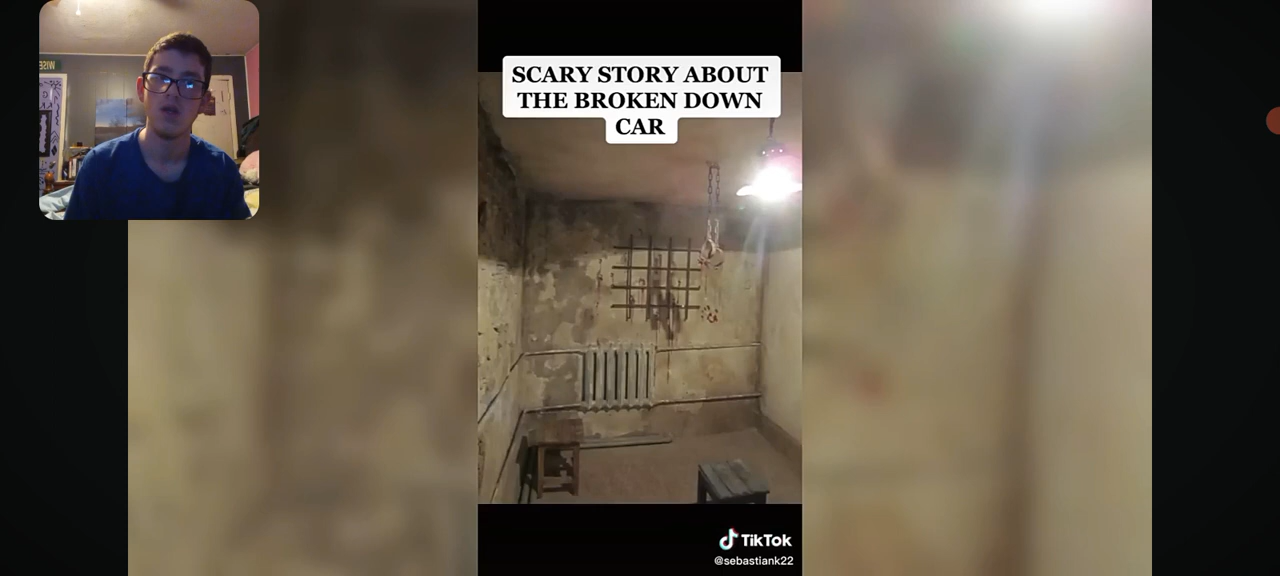 SCARY STORY ABOUT
THE BROKEN DOWN
CAR
TikTok
@sebastiank22